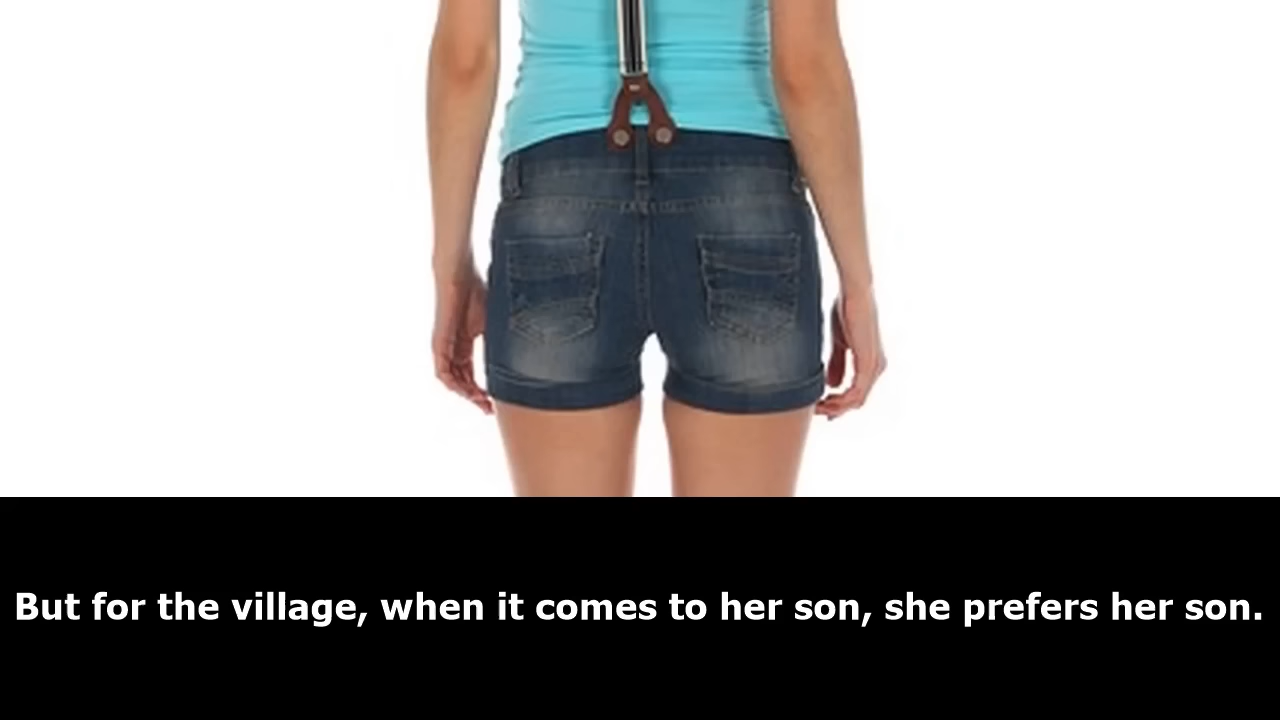 But for the village, when it comes to her son, she prefers her son.